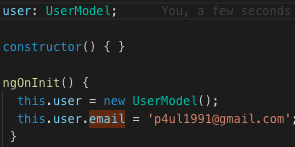 user: UserModel;    You, a few seconds
constructor() { }
ngOnInit() {
this.user = new UserModel();
this.user.email = 'p4ul1991@gmail.com';
}